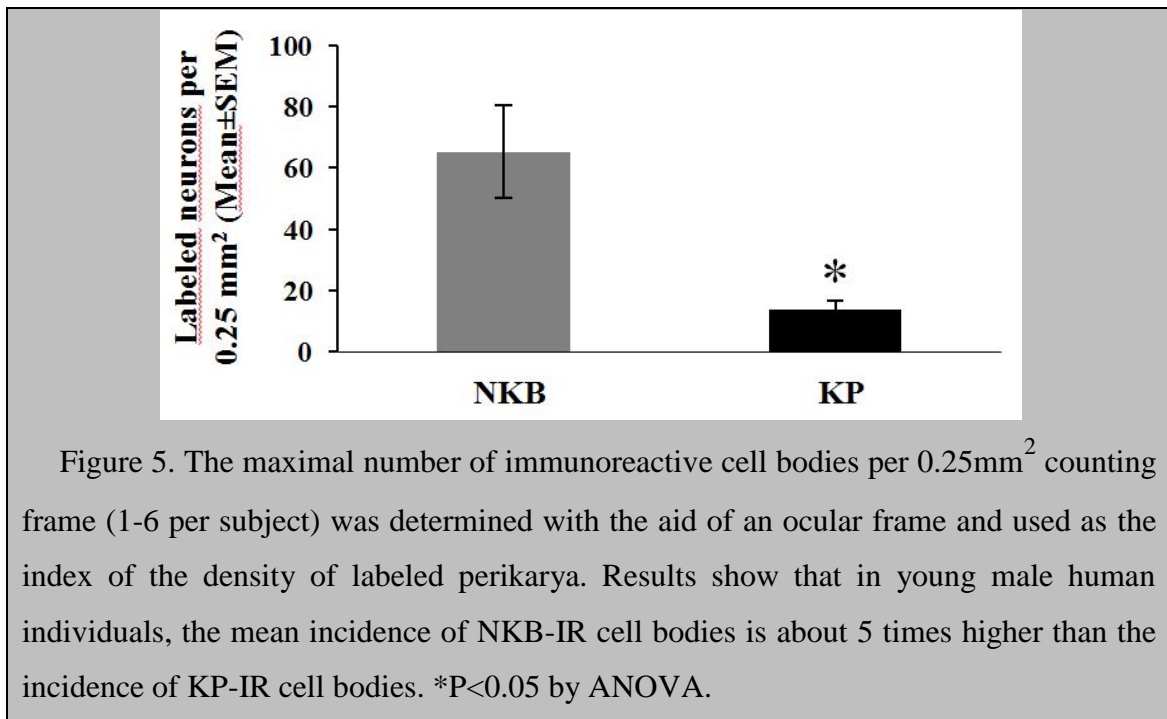 Labeled neurons per
0.25 mm² (Mean±SEM)
100
80
60
40
20
0
*
NKB
KP
Figure 5. The maximal number of immunoreactive cell bodies per 0.25mm² counting
frame (1-6 per subject) was determined with the aid of an ocular frame and used as the
index of the density of labeled perikarya. Results show that in young male human
individuals, the mean incidence of NKB-IR cell bodies is about 5 times higher than the
incidence of KP-IR cell bodies. *P<0.05 by ANOVA.